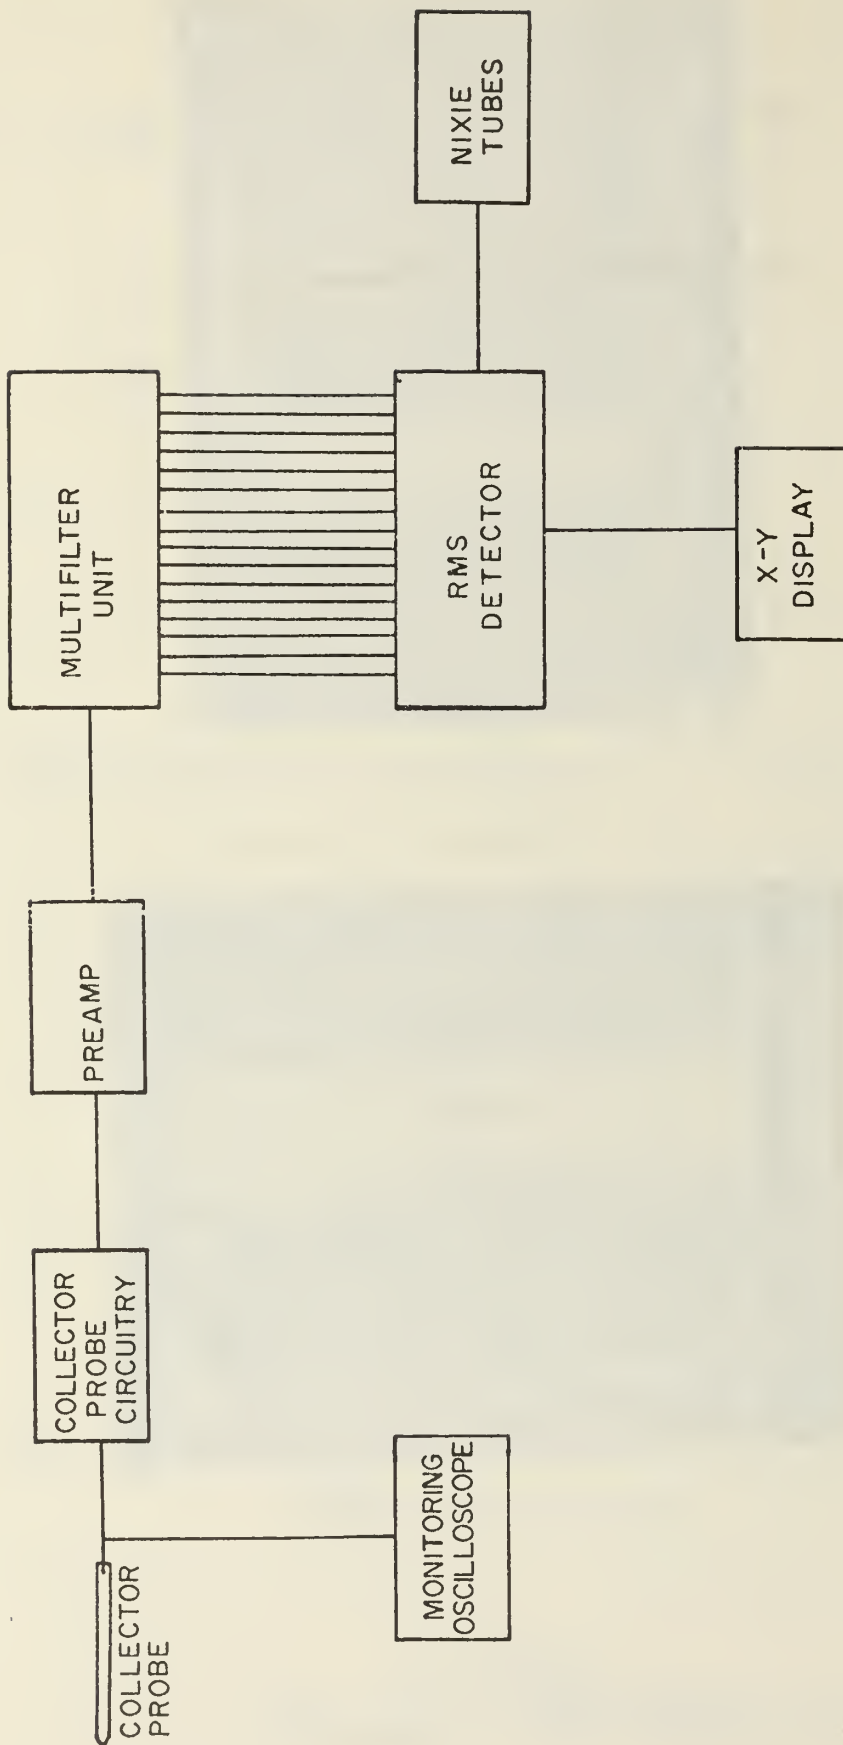 COLLECTOR
PROBE
COLLECTOR
PROBE
CIRCUITRY
MONITORING
OSCILLOSCOPE
PREAMP
MULTIFILTER
UNIT
RMS
DETECTOR
X-Y
DISPLAY
NIXIE
TUBES